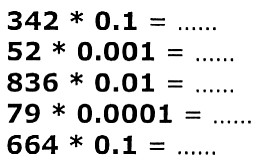 342 * 0.1 = ......
52 * 0.001 = ......
836 * 0.01 = ......
79 * 0.0001 = ......
664 * 0.1 = ......